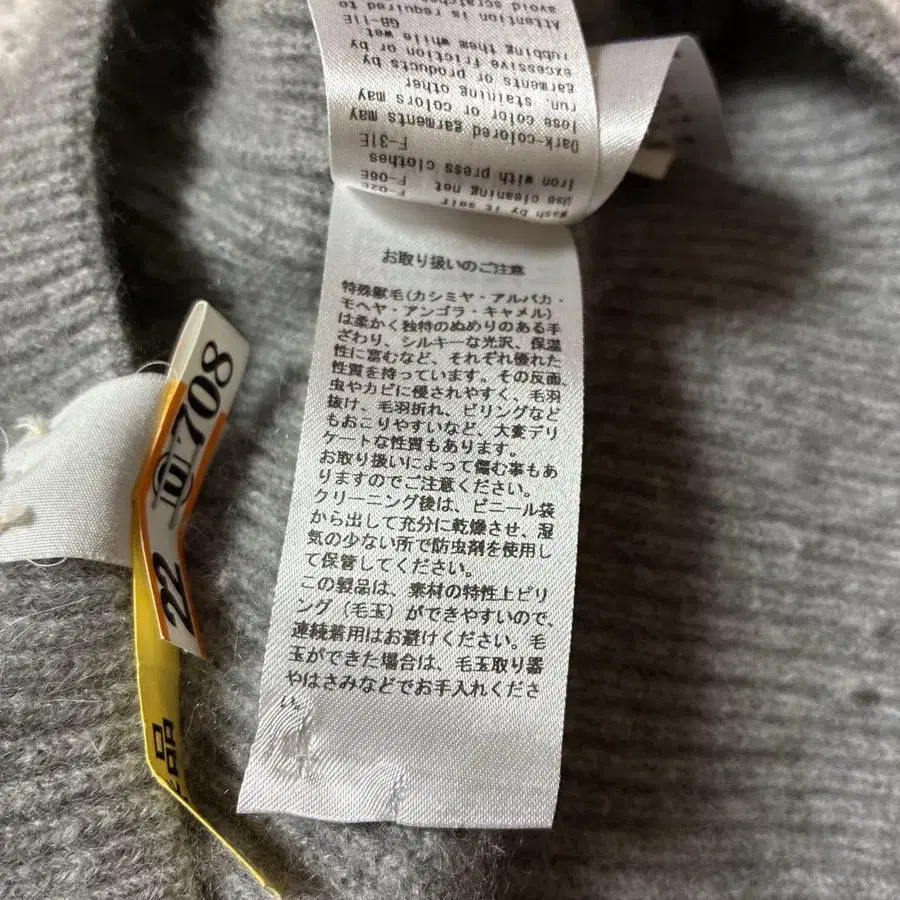 wash by it self
F-02E
Use cleaning net
F-06E
Iron with press clothes
F-31E
Dark-colored garments may
lose color or colors may
run, staining other
garments or products by
excessive friction or by
rubbing them while wet
GB-11E
Attention is required to
avoid scratches
お取り扱いのご注意
特殊獣毛(カシミヤ・アルパカ・
モヘヤ・アンゴラ・キャメル)
は柔かく独特のぬめりのある手
ざわり、シルキーな光沢、保温
性に富むなど、それぞれ優れた
性質を持っています。その反面、
虫やカビに侵されやすく、毛羽
抜け、毛羽折れ、ピリングなど
もおこりやすいなど、大変デリ
ケートな性質もあります。
お取り扱いによって傷む事もあ
りますのでご注意ください。
クリーニング後は、ビニール袋
から出して充分に乾燥させ、湿
気の少ない所で防虫剤を使用し
て保管してください。
この製品は、素材の特性上ピリ
ング(毛玉)ができやすいので、
連続着用はお避けください。毛
玉ができた場合は、毛玉取り器
やはさみなどでお手入れくださ
い。
708
22
品